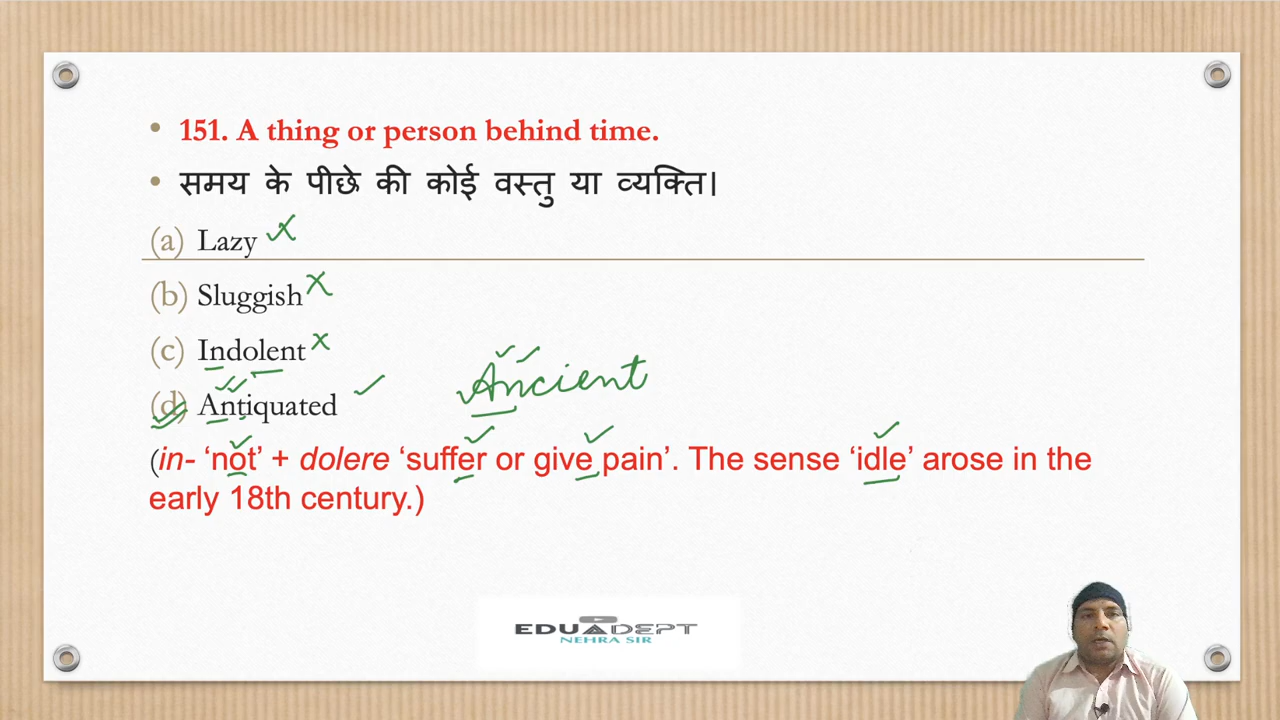 • 151. A thing or person behind time.
• समय के पीछे की कोई वस्तु या व्यक्ति।
(a) Lazy
(b) Sluggish
(c) Indolent
Ancient
(d) Antiquated
(in- ‘not’ + dolere ‘suffer or give pain’. The sense ‘idle’ arose in the
early 18th century.)
EDUADEPT
NEHRA SIR